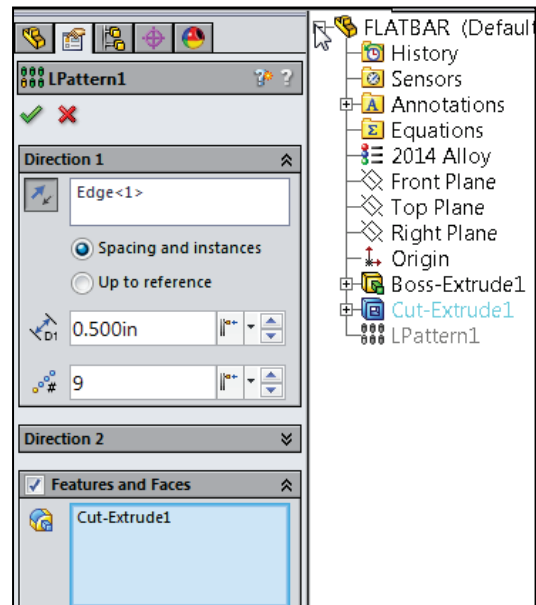 LPattern1
?
Direction 1
Edge<1>
Spacing and instances
Up to reference
D1
0.500in
#
9
Direction 2
Features and Faces
Cut-Extrude1
FLATBAR (Default
History
Sensors
A Annotations
Σ Equations
2014 Alloy
Front Plane
Top Plane
Right Plane
Origin
Boss-Extrude1
Cut-Extrude1
LPattern1